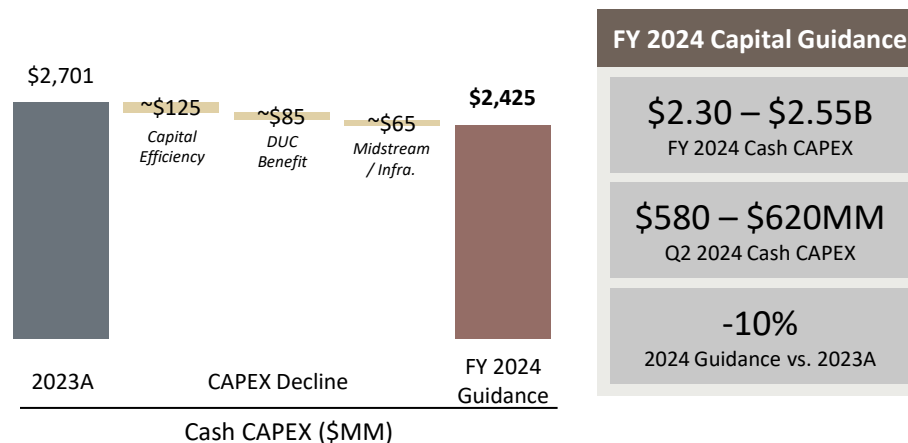 $2,701
~$125
Capital
Efficiency
~$85
DUC
Benefit
~$65
Midstream
/ Infra.
$2,425
2023A
CAPEX Decline
FY 2024
Guidance
Cash CAPEX ($MM)
FY 2024 Capital Guidance
$2.30 – $2.55B
FY 2024 Cash CAPEX
$580 – $620MM
Q2 2024 Cash CAPEX
-10%
2024 Guidance vs. 2023A